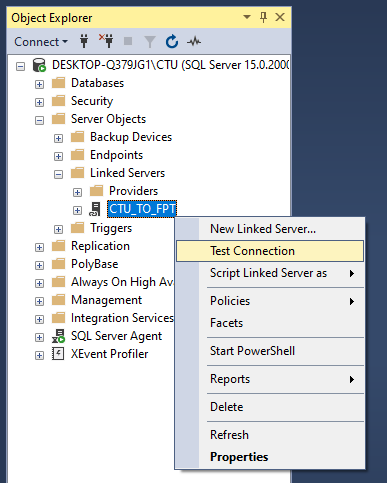 Object Explorer
Connect
DESKTOP-Q379JG1\CTU (SQL Server 15.0.2000
Databases
Security
Server Objects
Backup Devices
Endpoints
Linked Servers
Providers
CTU_TO_FPT
Triggers
Replication
PolyBase
Always On High Av
Management
Integration Services
SQL Server Agent
XEvent Profiler
New Linked Server...
Test Connection
Script Linked Server as
Policies
Facets
Start PowerShell
Reports
Delete
Refresh
Properties